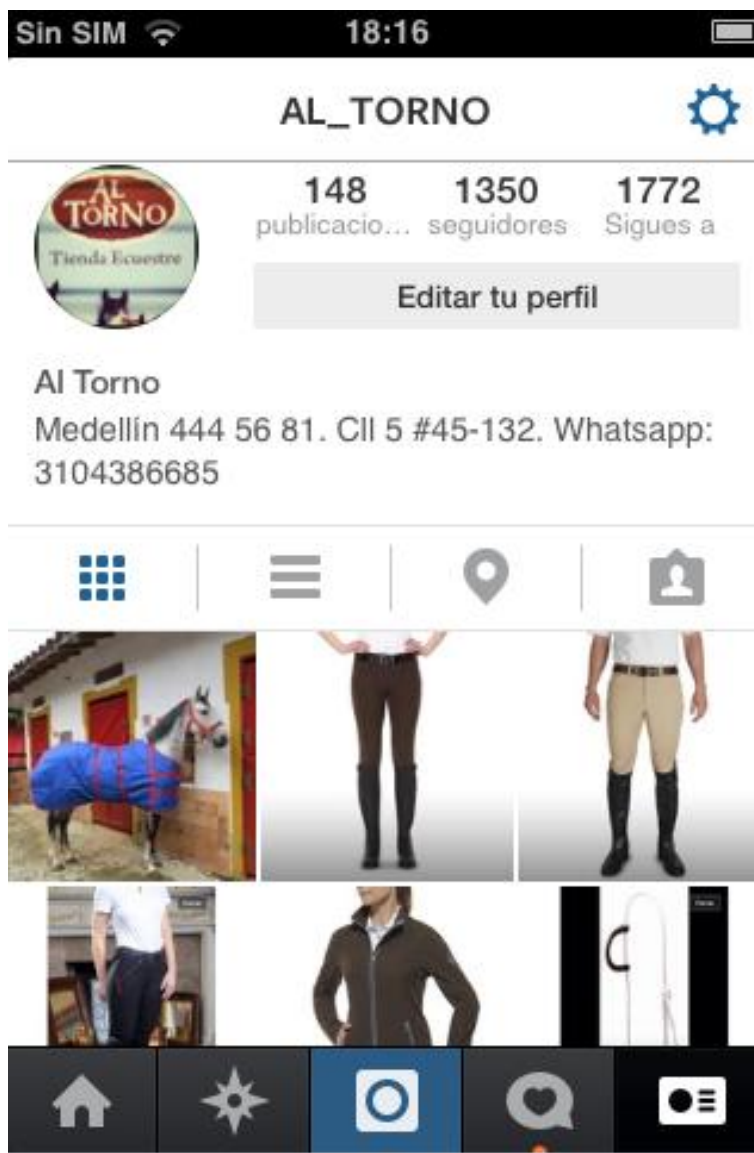 Sin SIM
18:16
AL_TORNO
AL TORNO
Tienda Ecuestre
148 1350 1772
publicacio... seguidores Sigues a
Editar tu perfil
Al Torno
Medellín 444 56 81. Cll 5 #45-132. Whatsapp:
3104386685